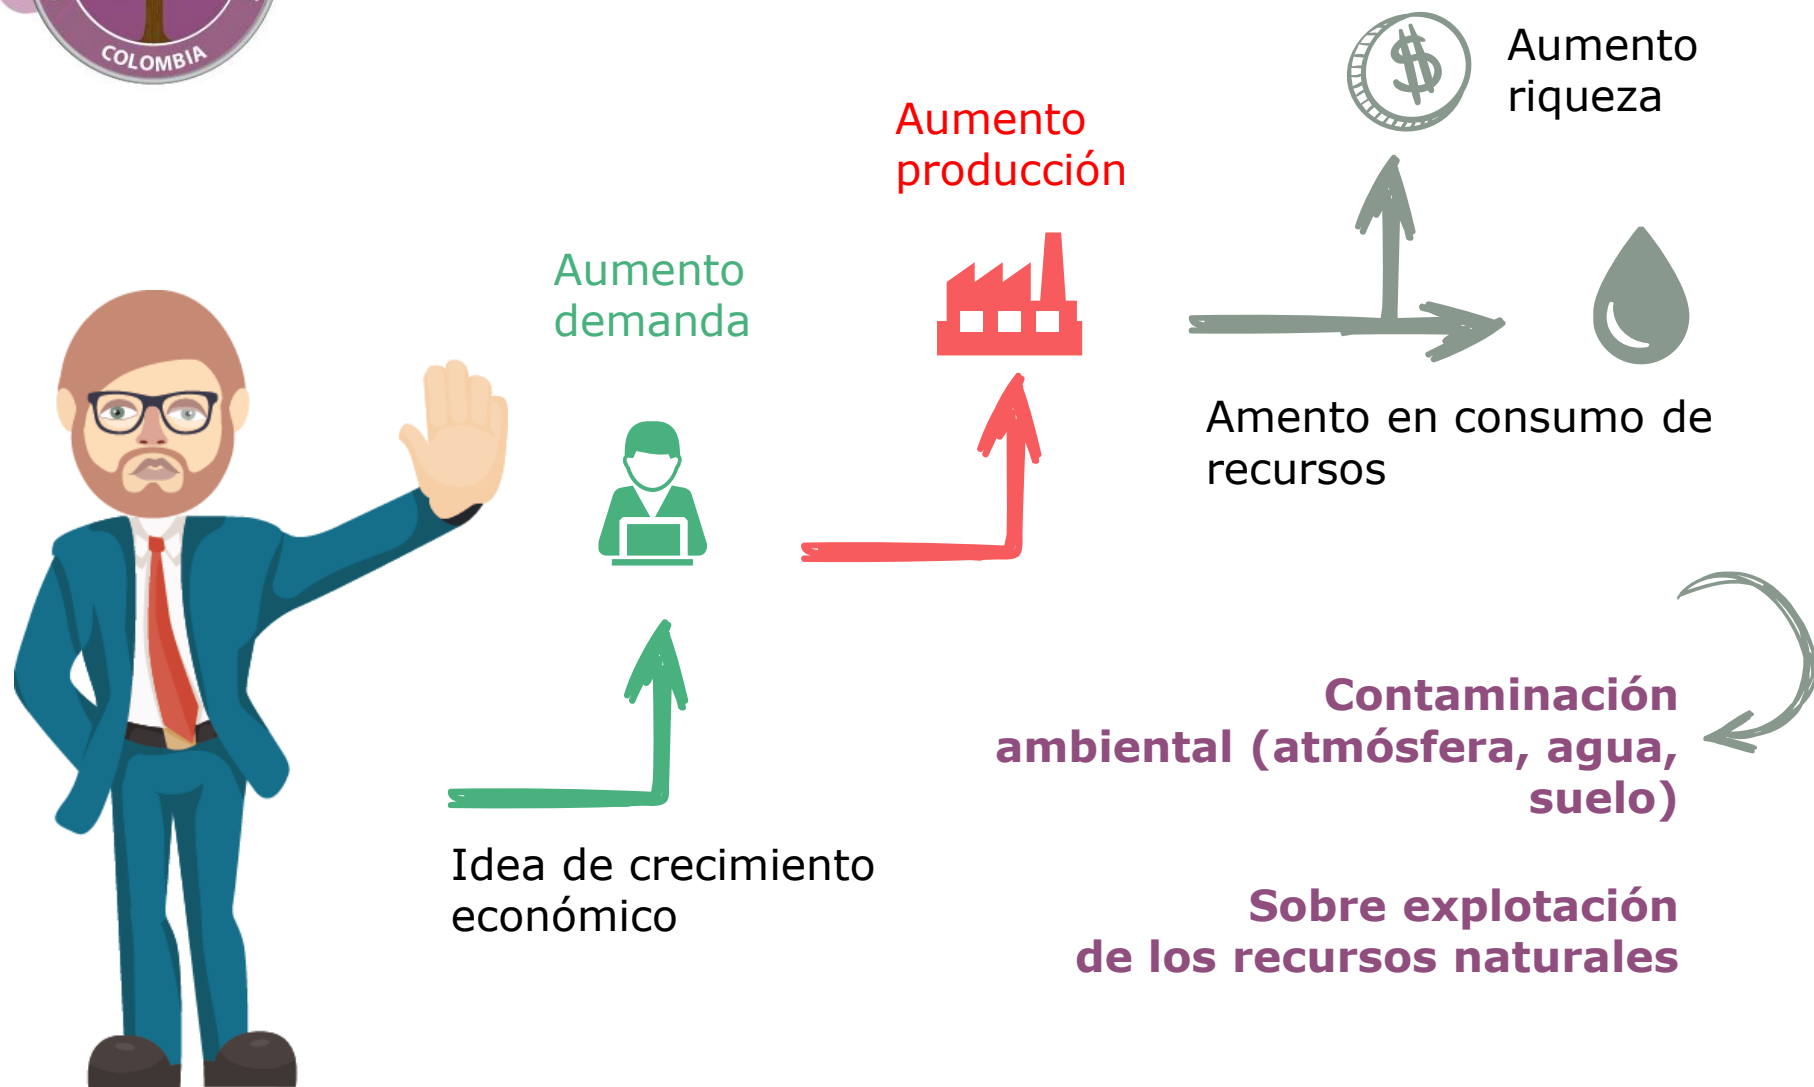 COLOMBIA
Aumento
riqueza
Aumento
producción
Aumento
demanda
Amento en consumo de
recursos
Contaminación
ambiental (atmósfera, agua,
suelo)
Idea de crecimiento
económico
Sobre explotación
de los recursos naturales